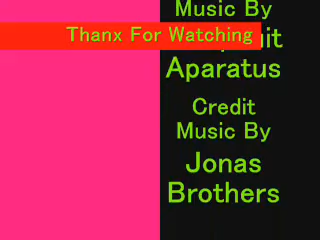 Music By
Thanx For Watching
Aparatus
Credit
Music By
Jonas
Brothers